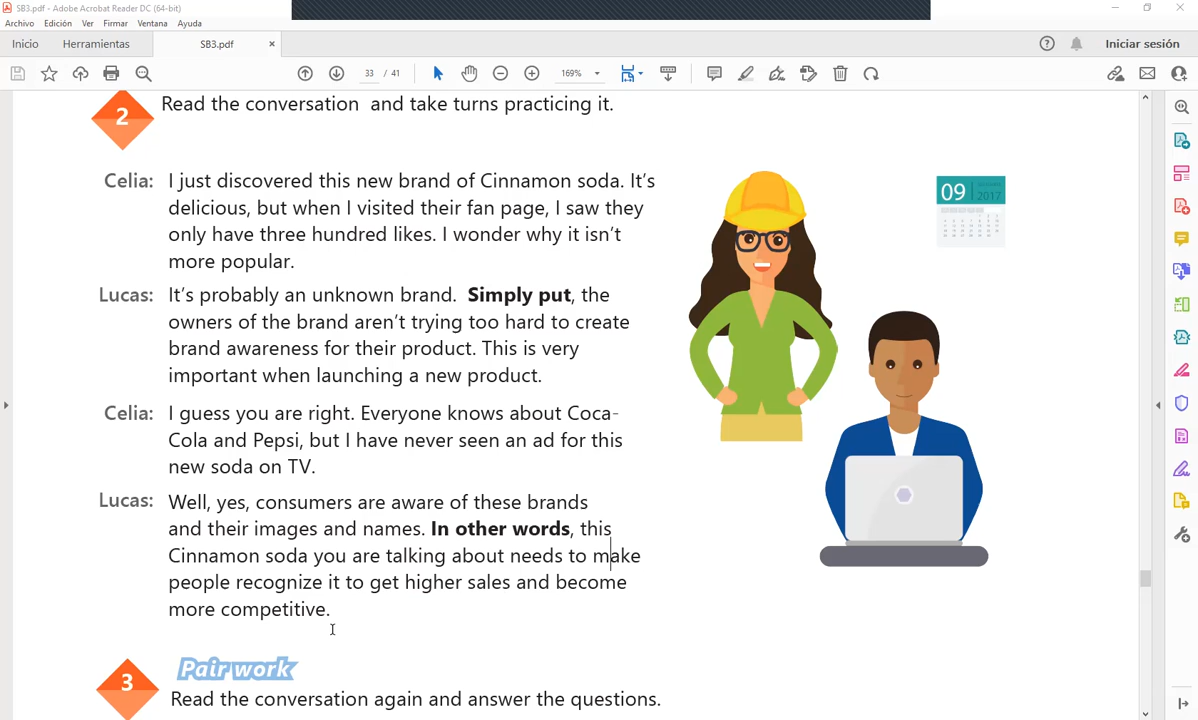 SB3.pdf - Adobe Acrobat Reader DC (64-bit)
Archivo Edición Ver Firmar Ventana Ayuda
Inicio Herramientas SB3.pdf × Iniciar sesión
33 / 41 169%
2 Read the conversation and take turns practicing it.
Celia: I just discovered this new brand of Cinnamon soda. It's
delicious, but when I visited their fan page, I saw they
only have three hundred likes. I wonder why it isn't
more popular.
Lucas: It's probably an unknown brand. Simply put, the
owners of the brand aren't trying too hard to create
brand awareness for their product. This is very
important when launching a new product.
Celia: I guess you are right. Everyone knows about Coca-
Cola and Pepsi, but I have never seen an ad for this
new soda on TV.
Lucas: Well, yes, consumers are aware of these brands
and their images and names. In other words, this
Cinnamon soda you are talking about needs to make
people recognize it to get higher sales and become
more competitive.
09
2017
Pair work
3 Read the conversation again and answer the questions.